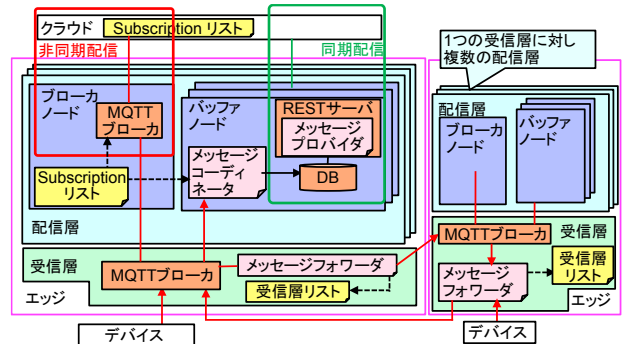 クラウド
Subscription リスト
非同期配信
同期配信
ブローカ
ノード
MQTT
ブローカ
バッファ
ノード
RESTサーバ
メッセージ
プロバイダ
メッセージ
コーディ
ネータ
DB
Subscription
リスト
配信層
受信層
MQTTブローカ
メッセージフォワーダ
受信層リスト
エッジ
デバイス
1つの受信層に対し
複数の配信層
配信層
ブローカ
ノード
バッファ
ノード
MQTTブローカ
受信層
メッセージ
フォワーダ
受信層
リスト
エッジ
デバイス